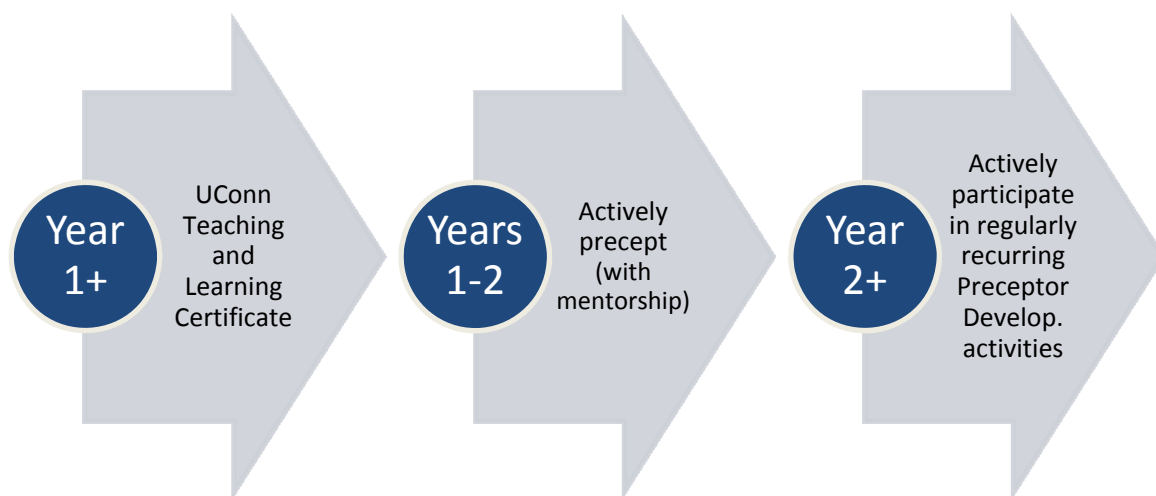 Year
1+
UConn
Teaching
and
Learning
Certificate
Years
1-2
Actively
precept
(with
mentorship)
Year
2+
Actively
participate
in regularly
recurring
Preceptor
Develop.
activities